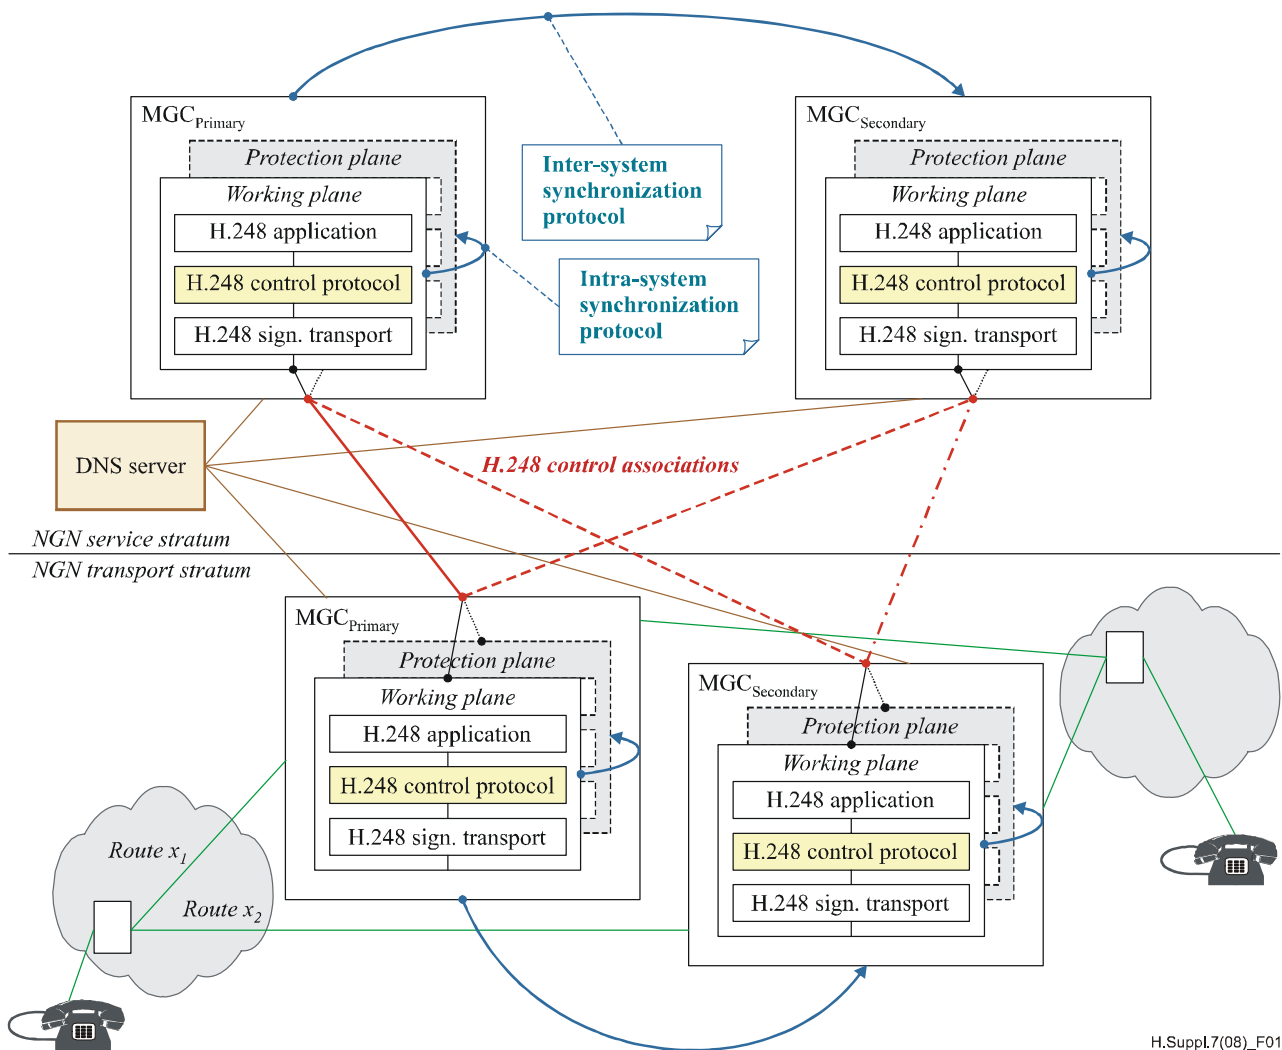 MGCPrimary
Protection plane
Working plane
H.248 application
H.248 control protocol
H.248 sign. transport
Inter-system
synchronization
protocol
Intra-system
synchronization
protocol
MGCSecondary
Protection plane
Working plane
H.248 application
H.248 control protocol
H.248 sign. transport
DNS server
H.248 control associations
NGN service stratum
NGN transport stratum
MGCPrimary
Protection plane
Working plane
H.248 application
H.248 control protocol
H.248 sign. transport
MGCSecondary
Protection plane
Working plane
H.248 application
H.248 control protocol
H.248 sign. transport
Route x1
Route x2
H.Suppl.7(08)_F01